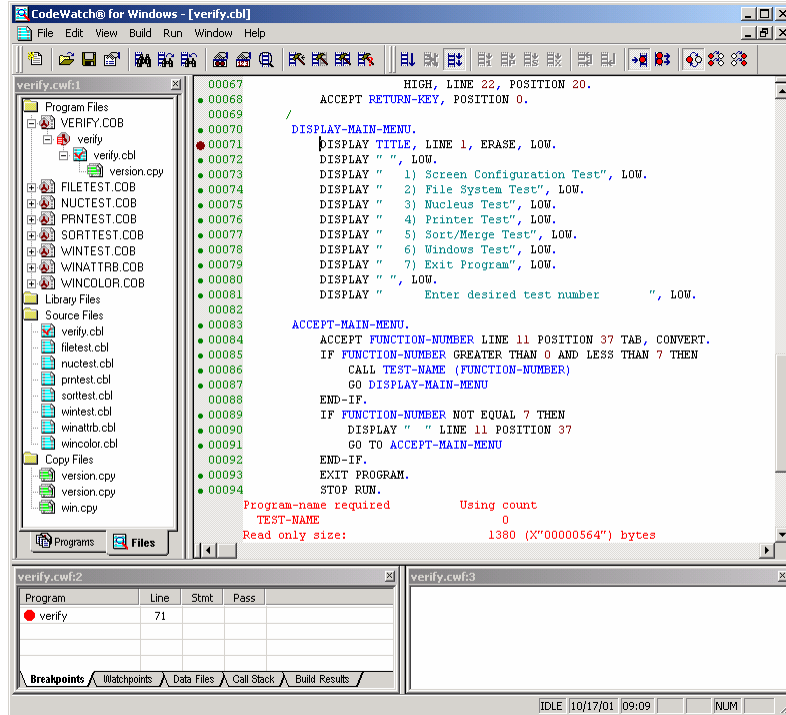 CodeWatch® for Windows - [verify.cbl]
File Edit View Build Run Window Help
verify.cwf:1
Program Files
VERIFY.COB
verify
verify.cbl
version.cpy
FILETEST.COB
NUCTEST.COB
PRNTEST.COB
SORTTEST.COB
WINTEST.COB
WINATTRB.COB
WINCOLOR.COB
Library Files
Source Files
verify.cbl
filetest.cbl
nuctest.cbl
prntest.cbl
sorttest.cbl
wintest.cbl
winattrb.cbl
wincolor.cbl
Copy Files
version.cpy
version.cpy
win.cpy
Programs Files
00067 HIGH, LINE 22, POSITION 20.
00068 ACCEPT RETURN-KEY, POSITION 0.
00069 /
00070 DISPLAY-MAIN-MENU.
00071 DISPLAY TITLE, LINE 1, ERASE, LOW.
00072 DISPLAY " ", LOW.
00073 DISPLAY " 1) Screen Configuration Test", LOW.
00074 DISPLAY " 2) File System Test", LOW.
00075 DISPLAY " 3) Nucleus Test", LOW.
00076 DISPLAY " 4) Printer Test", LOW.
00077 DISPLAY " 5) Sort/Merge Test", LOW.
00078 DISPLAY " 6) Windows Test", LOW.
00079 DISPLAY " 7) Exit Program", LOW.
00080 DISPLAY " ", LOW.
00081 DISPLAY " Enter desired test number ", LOW.
00082
00083 ACCEPT-MAIN-MENU.
00084 ACCEPT FUNCTION-NUMBER LINE 11 POSITION 37 TAB, CONVERT.
00085 IF FUNCTION-NUMBER GREATER THAN 0 AND LESS THAN 7 THEN
00086 CALL TEST-NAME (FUNCTION-NUMBER)
00087 GO DISPLAY-MAIN-MENU
00088 END-IF.
00089 IF FUNCTION-NUMBER NOT EQUAL 7 THEN
00090 DISPLAY " " LINE 11 POSITION 37
00091 GO TO ACCEPT-MAIN-MENU
00092 END-IF.
00093 EXIT PROGRAM.
00094 STOP RUN.
Program-name required Using count
TEST-NAME 0
Read only size: 1380 (X"00000564") bytes
verify.cwf:2
Program Line Stmt Pass
verify 71
Breakpoints Watchpoints Data Files Call Stack Build Results
verify.cwf:3
IDLE 10/17/01 09:09 NUM